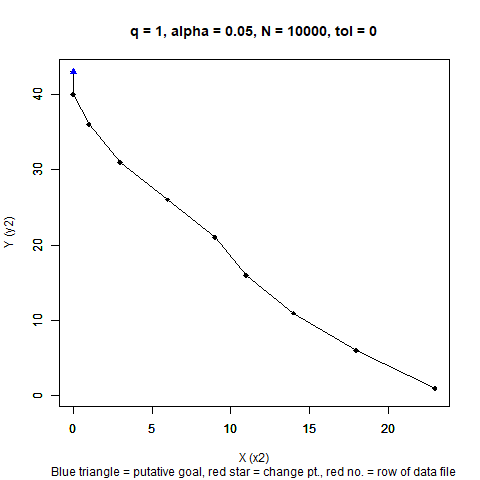 q = 1, alpha = 0.05, N = 10000, tol = 0
Y (y2)
40
30
20
10
0
0 5 10 15 20
X (x2)
Blue triangle = putative goal, red star = change pt., red no. = row of data file